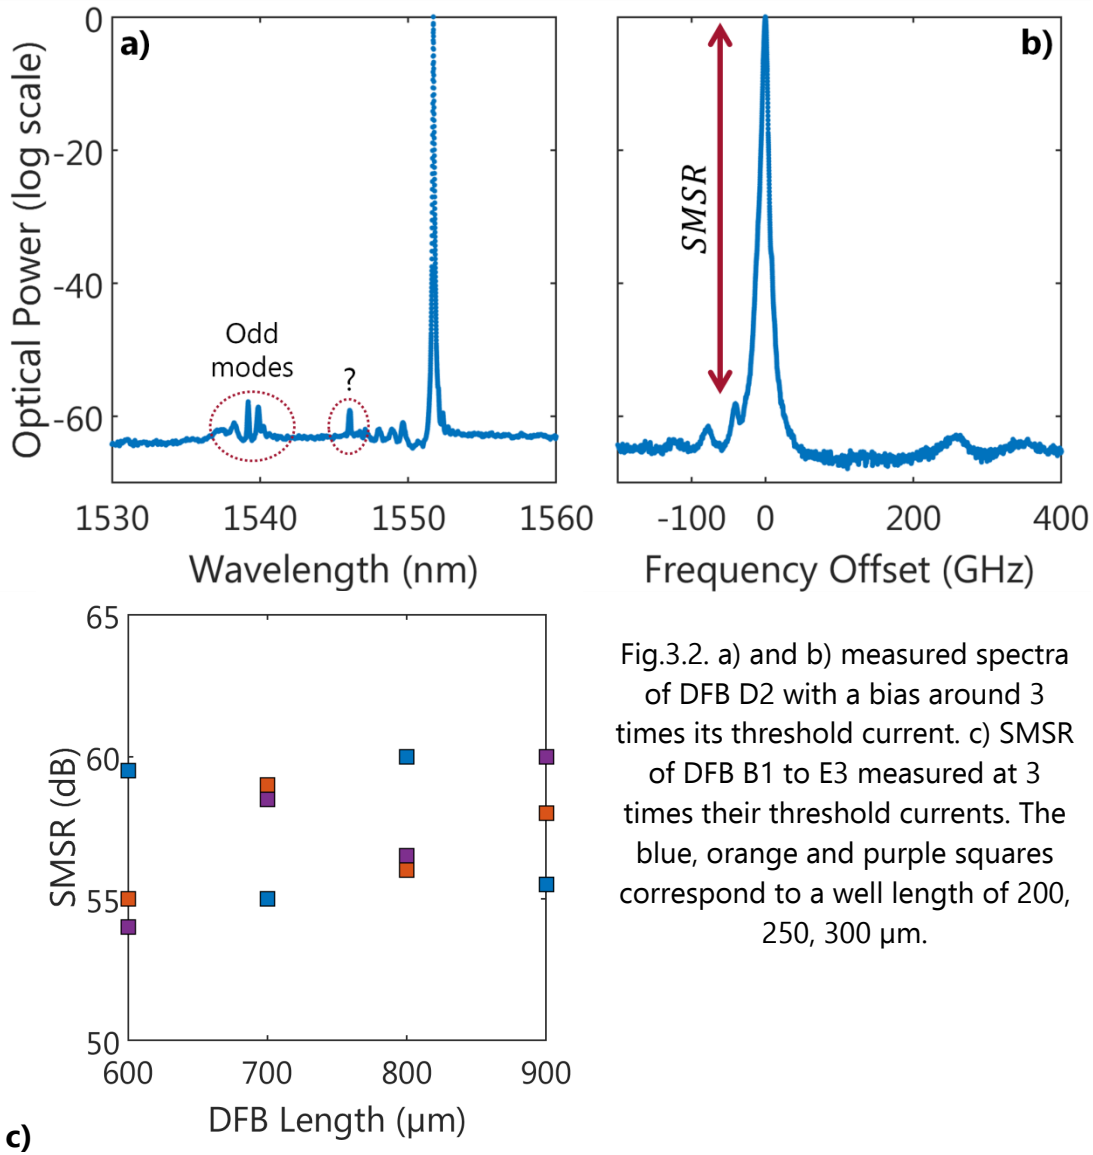 a)
Optical Power (log scale)
0
-20
-40
-60
Odd
modes
?
1530
1540
1550
1560
Wavelength (nm)
b)
SMSR
-100
0
200
400
Frequency Offset (GHz)
65
60
55
50
SMSR (dB)
600
700
800
900
DFB Length (μm)
c)
Fig.3.2. a) and b) measured spectra
of DFB D2 with a bias around 3
times its threshold current. c) SMSR
of DFB B1 to E3 measured at 3
times their threshold currents. The
blue, orange and purple squares
correspond to a well length of 200,
250, 300 μm.